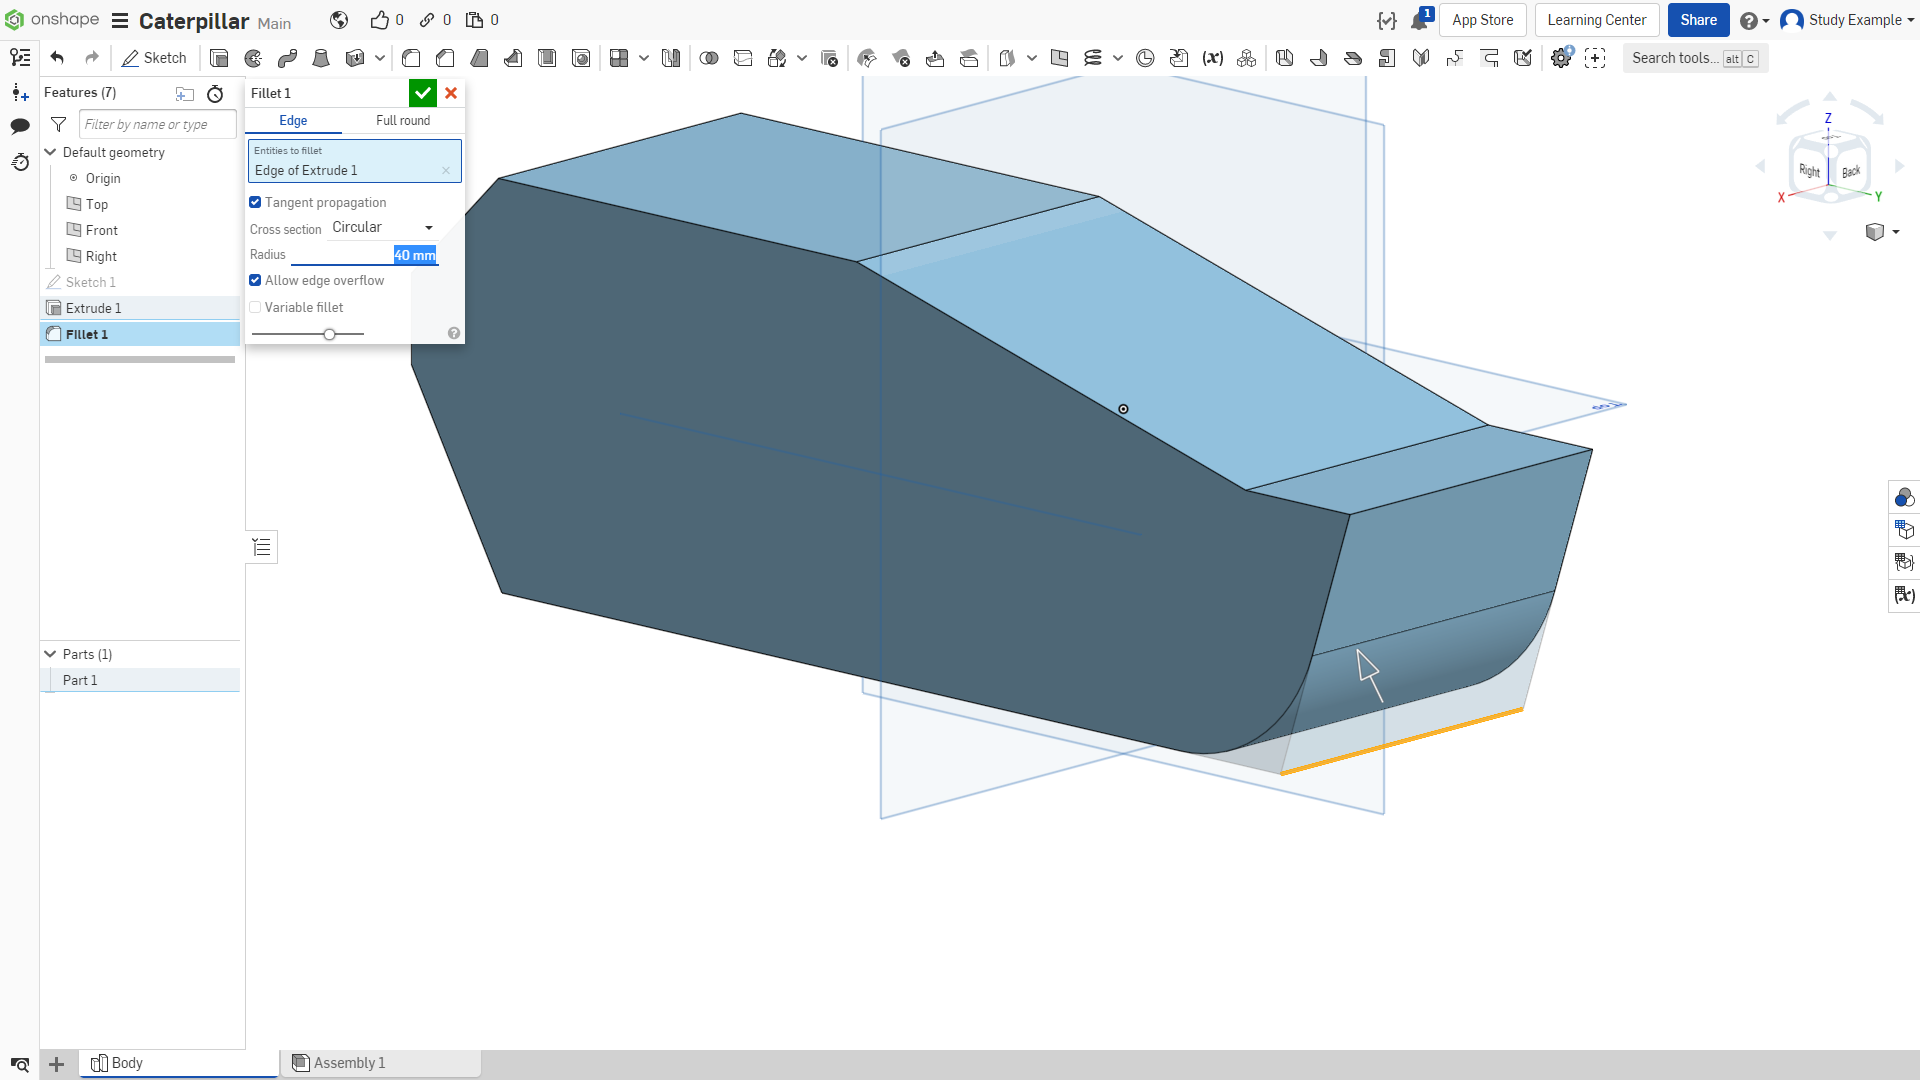 onshape
Caterpillar Main
0 0 0
1
App Store
Learning Center
Share
Study Example
Sketch
(x)
Search tools... alt C
Features (7)
Filter by name or type
Default geometry
Origin
Top
Front
Right
Sketch 1
Extrude 1
Fillet 1
Fillet 1
Edge
Full round
Entities to fillet
Edge of Extrude 1
Tangent propagation
Cross section Circular
Radius 40 mm
Allow edge overflow
Variable fillet
Z
Right Back
X Y
(x)
Parts (1)
Part 1
Body
Assembly 1